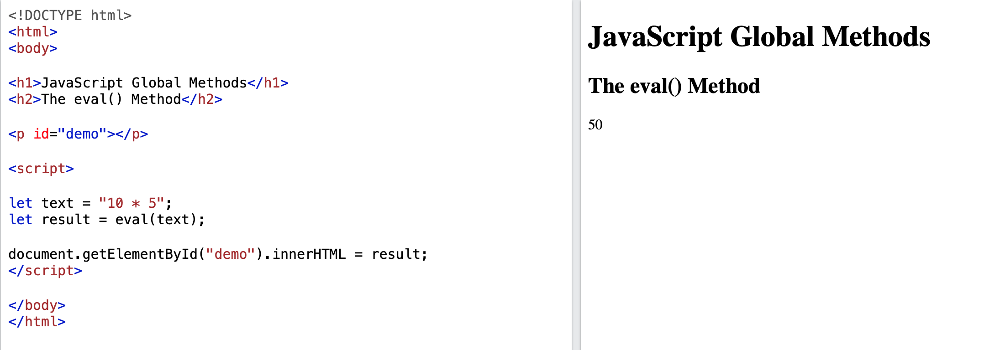 <!DOCTYPE html>
<html>
<body>
<h1>JavaScript Global Methods</h1>
<h2>The eval() Method</h2>
<p id="demo"></p>
<script>
let text = "10 * 5";
let result = eval(text);
document.getElementById("demo").innerHTML = result;
</script>
</body>
</html>
JavaScript Global Methods
The eval() Method
50